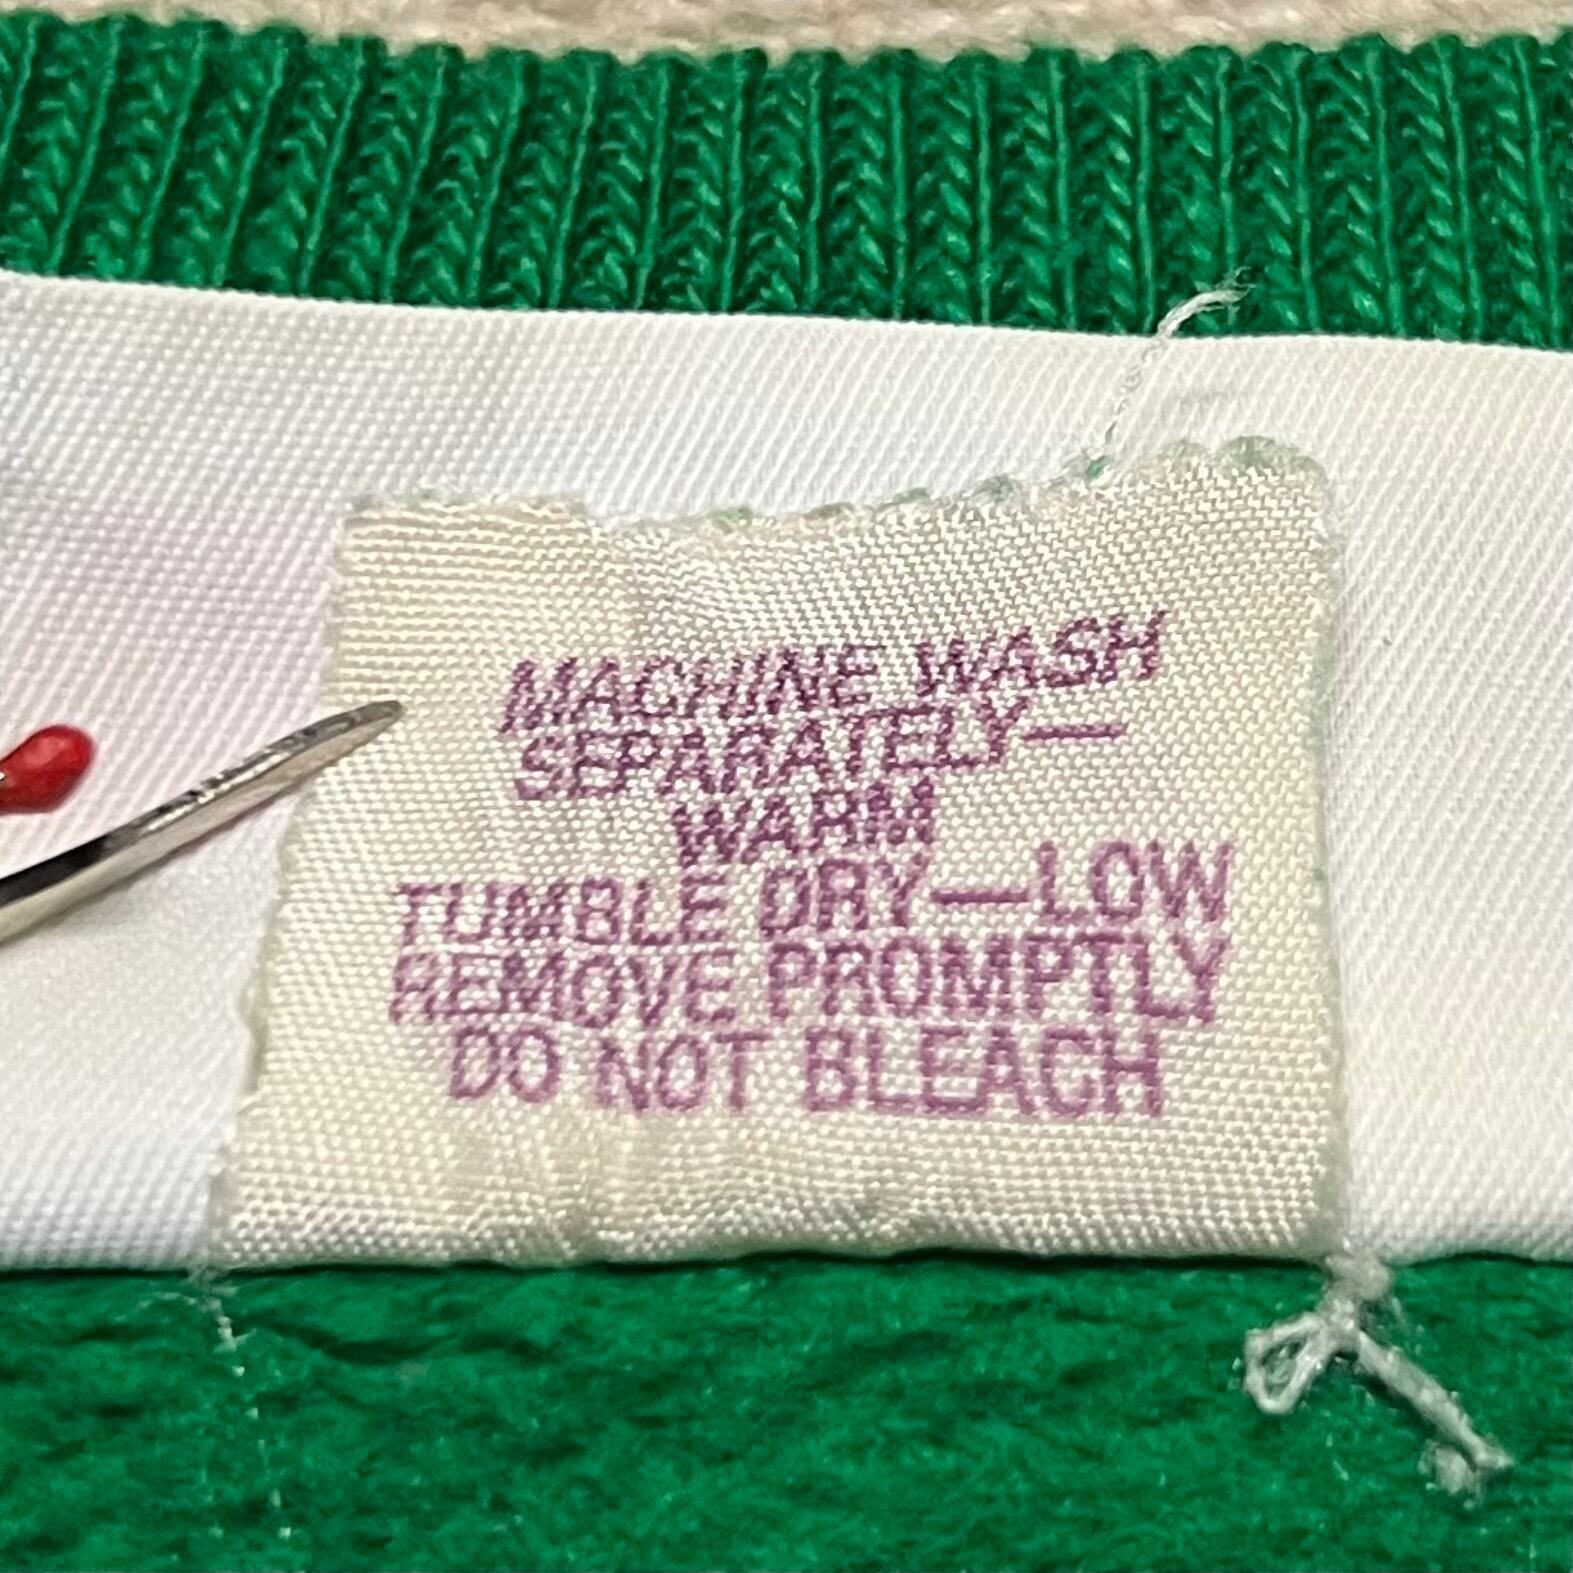 MACHINE WASH
SEPARATELY—
WARM
TUMBLE DRY—LOW
REMOVE PROMPTLY
DO NOT BLEACH